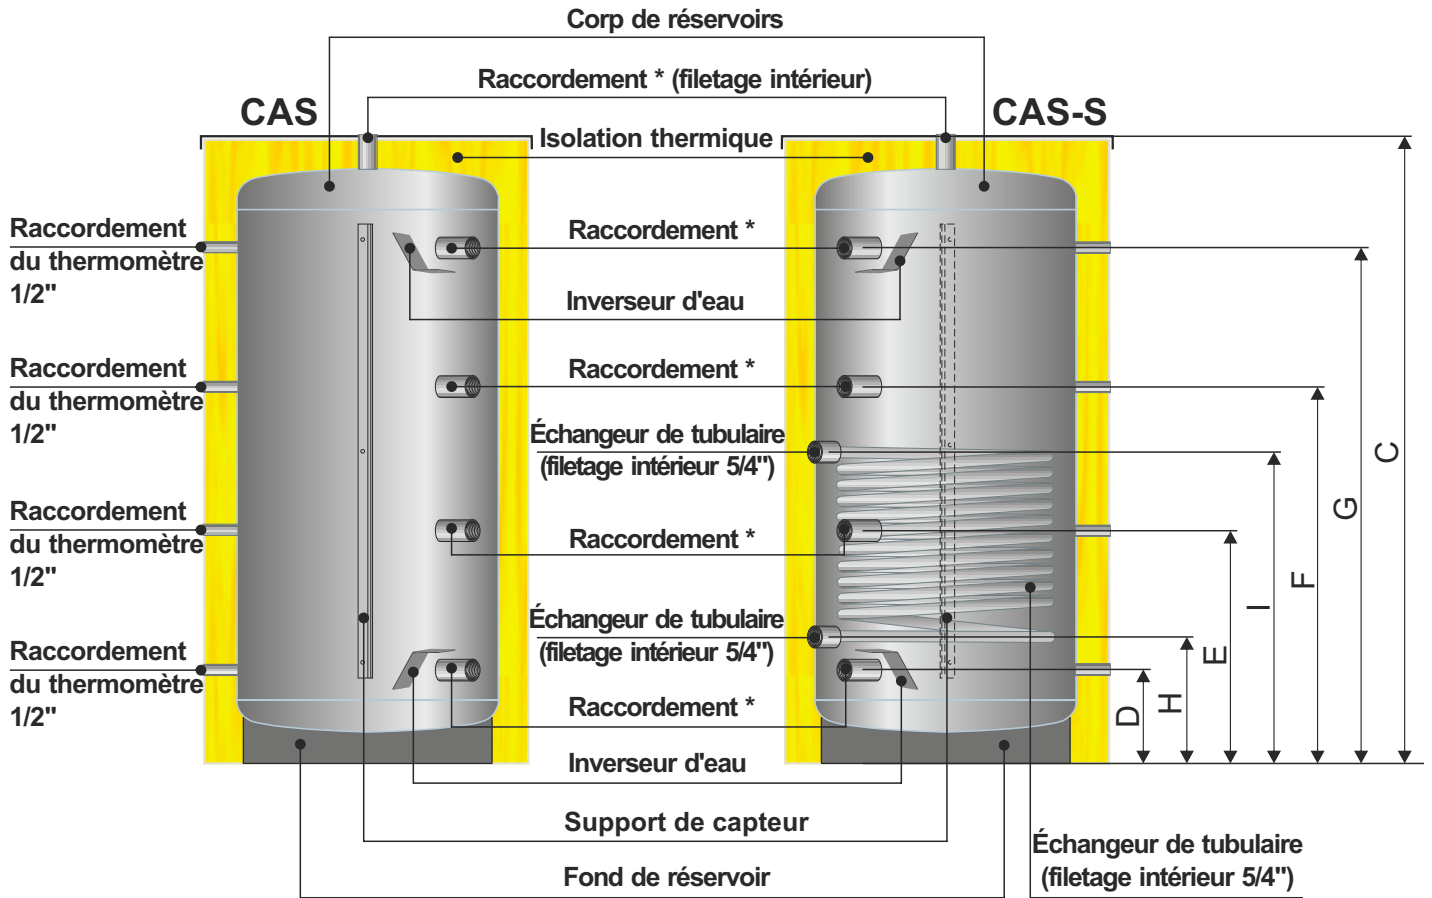 Corp de réservoirs
Raccordement * (filetage intérieur)
CAS
CAS-S
Isolation thermique
Raccordement
du thermomètre
1/2"
Raccordement *
Inverseur d'eau
Raccordement
du thermomètre
1/2"
Raccordement *
Échangeur de tubulaire
(filetage intérieur 5/4")
Raccordement
du thermomètre
1/2"
Raccordement *
Échangeur de tubulaire
(filetage intérieur 5/4")
Raccordement
du thermomètre
1/2"
Raccordement *
Inverseur d'eau
Support de capteur
Fond de réservoir
Échangeur de tubulaire
(filetage intérieur 5/4")
D
H
E
I
F
G
C